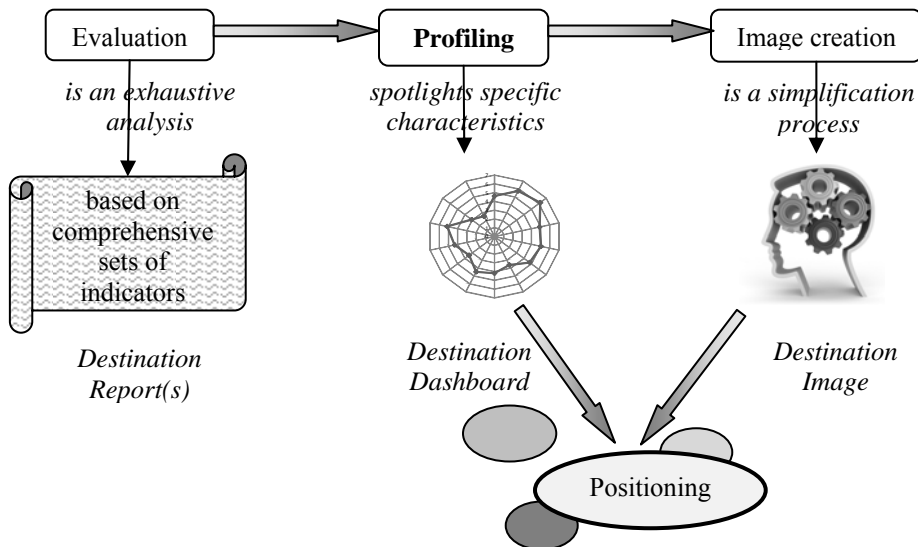 Evaluation
Profiling
Image creation
is an exhaustive
analysis
spotlights specific
characteristics
is a simplification
process
based on
comprehensive
sets of
indicators
Destination
Report(s)
Destination
Dashboard
Destination
Image
Positioning